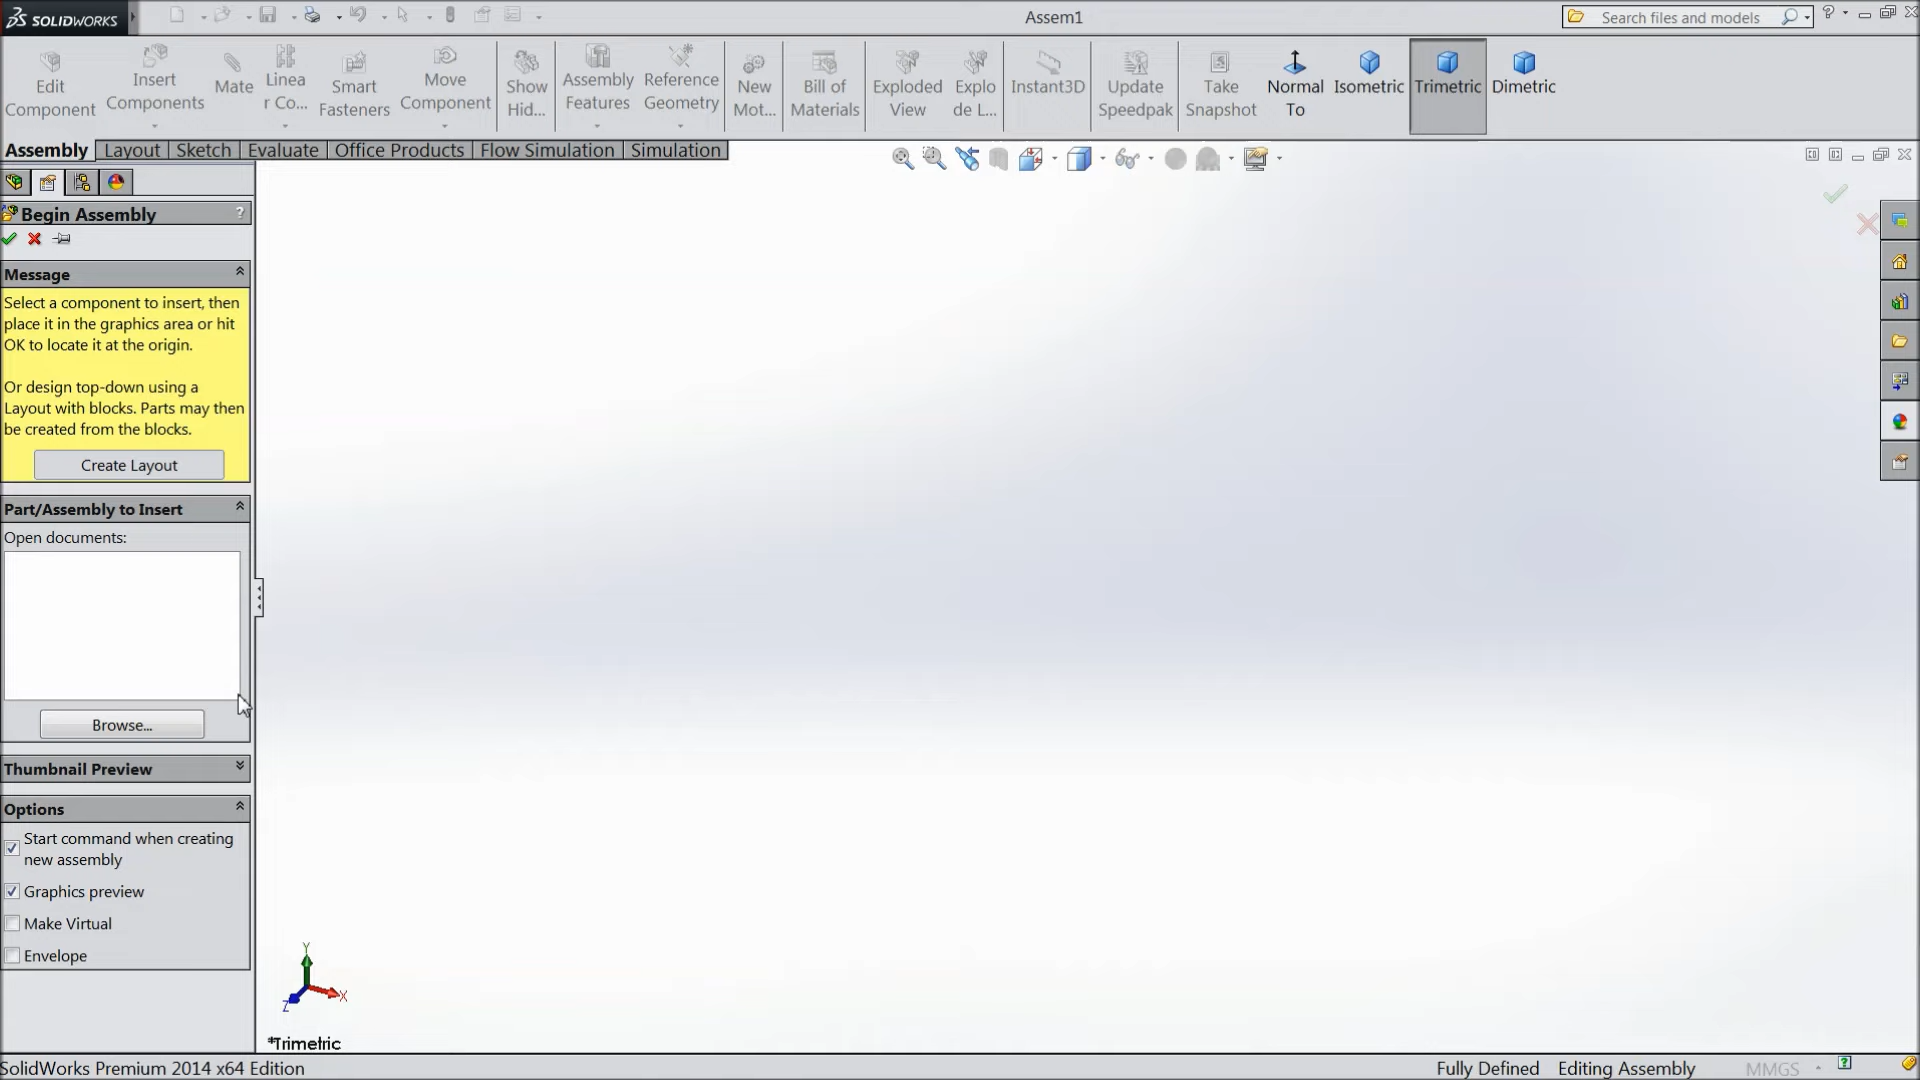 SOLIDWORKS
Assem1
Search files and models
?
Edit
Component
Insert
Components
Mate
Linea
r Co...
Smart
Fasteners
Move
Component
Show
Hid...
Assembly
Features
Reference
Geometry
New
Mot...
Bill of
Materials
Exploded
View
Explo
de L...
Instant3D
Update
Speedpak
Take
Snapshot
Normal
To
Isometric
Trimetric
Dimetric
Assembly
Layout
Sketch
Evaluate
Office Products
Flow Simulation
Simulation
Begin Assembly
?
Message
Select a component to insert, then
place it in the graphics area or hit
OK to locate it at the origin.
Or design top-down using a
Layout with blocks. Parts may then
be created from the blocks.
Create Layout
Part/Assembly to Insert
Open documents:
Browse...
Thumbnail Preview
Options
Start command when creating
new assembly
Graphics preview
Make Virtual
Envelope
Y
X
Z
*Trimetric
SolidWorks Premium 2014 x64 Edition
Fully Defined
Editing Assembly
MMGS
?